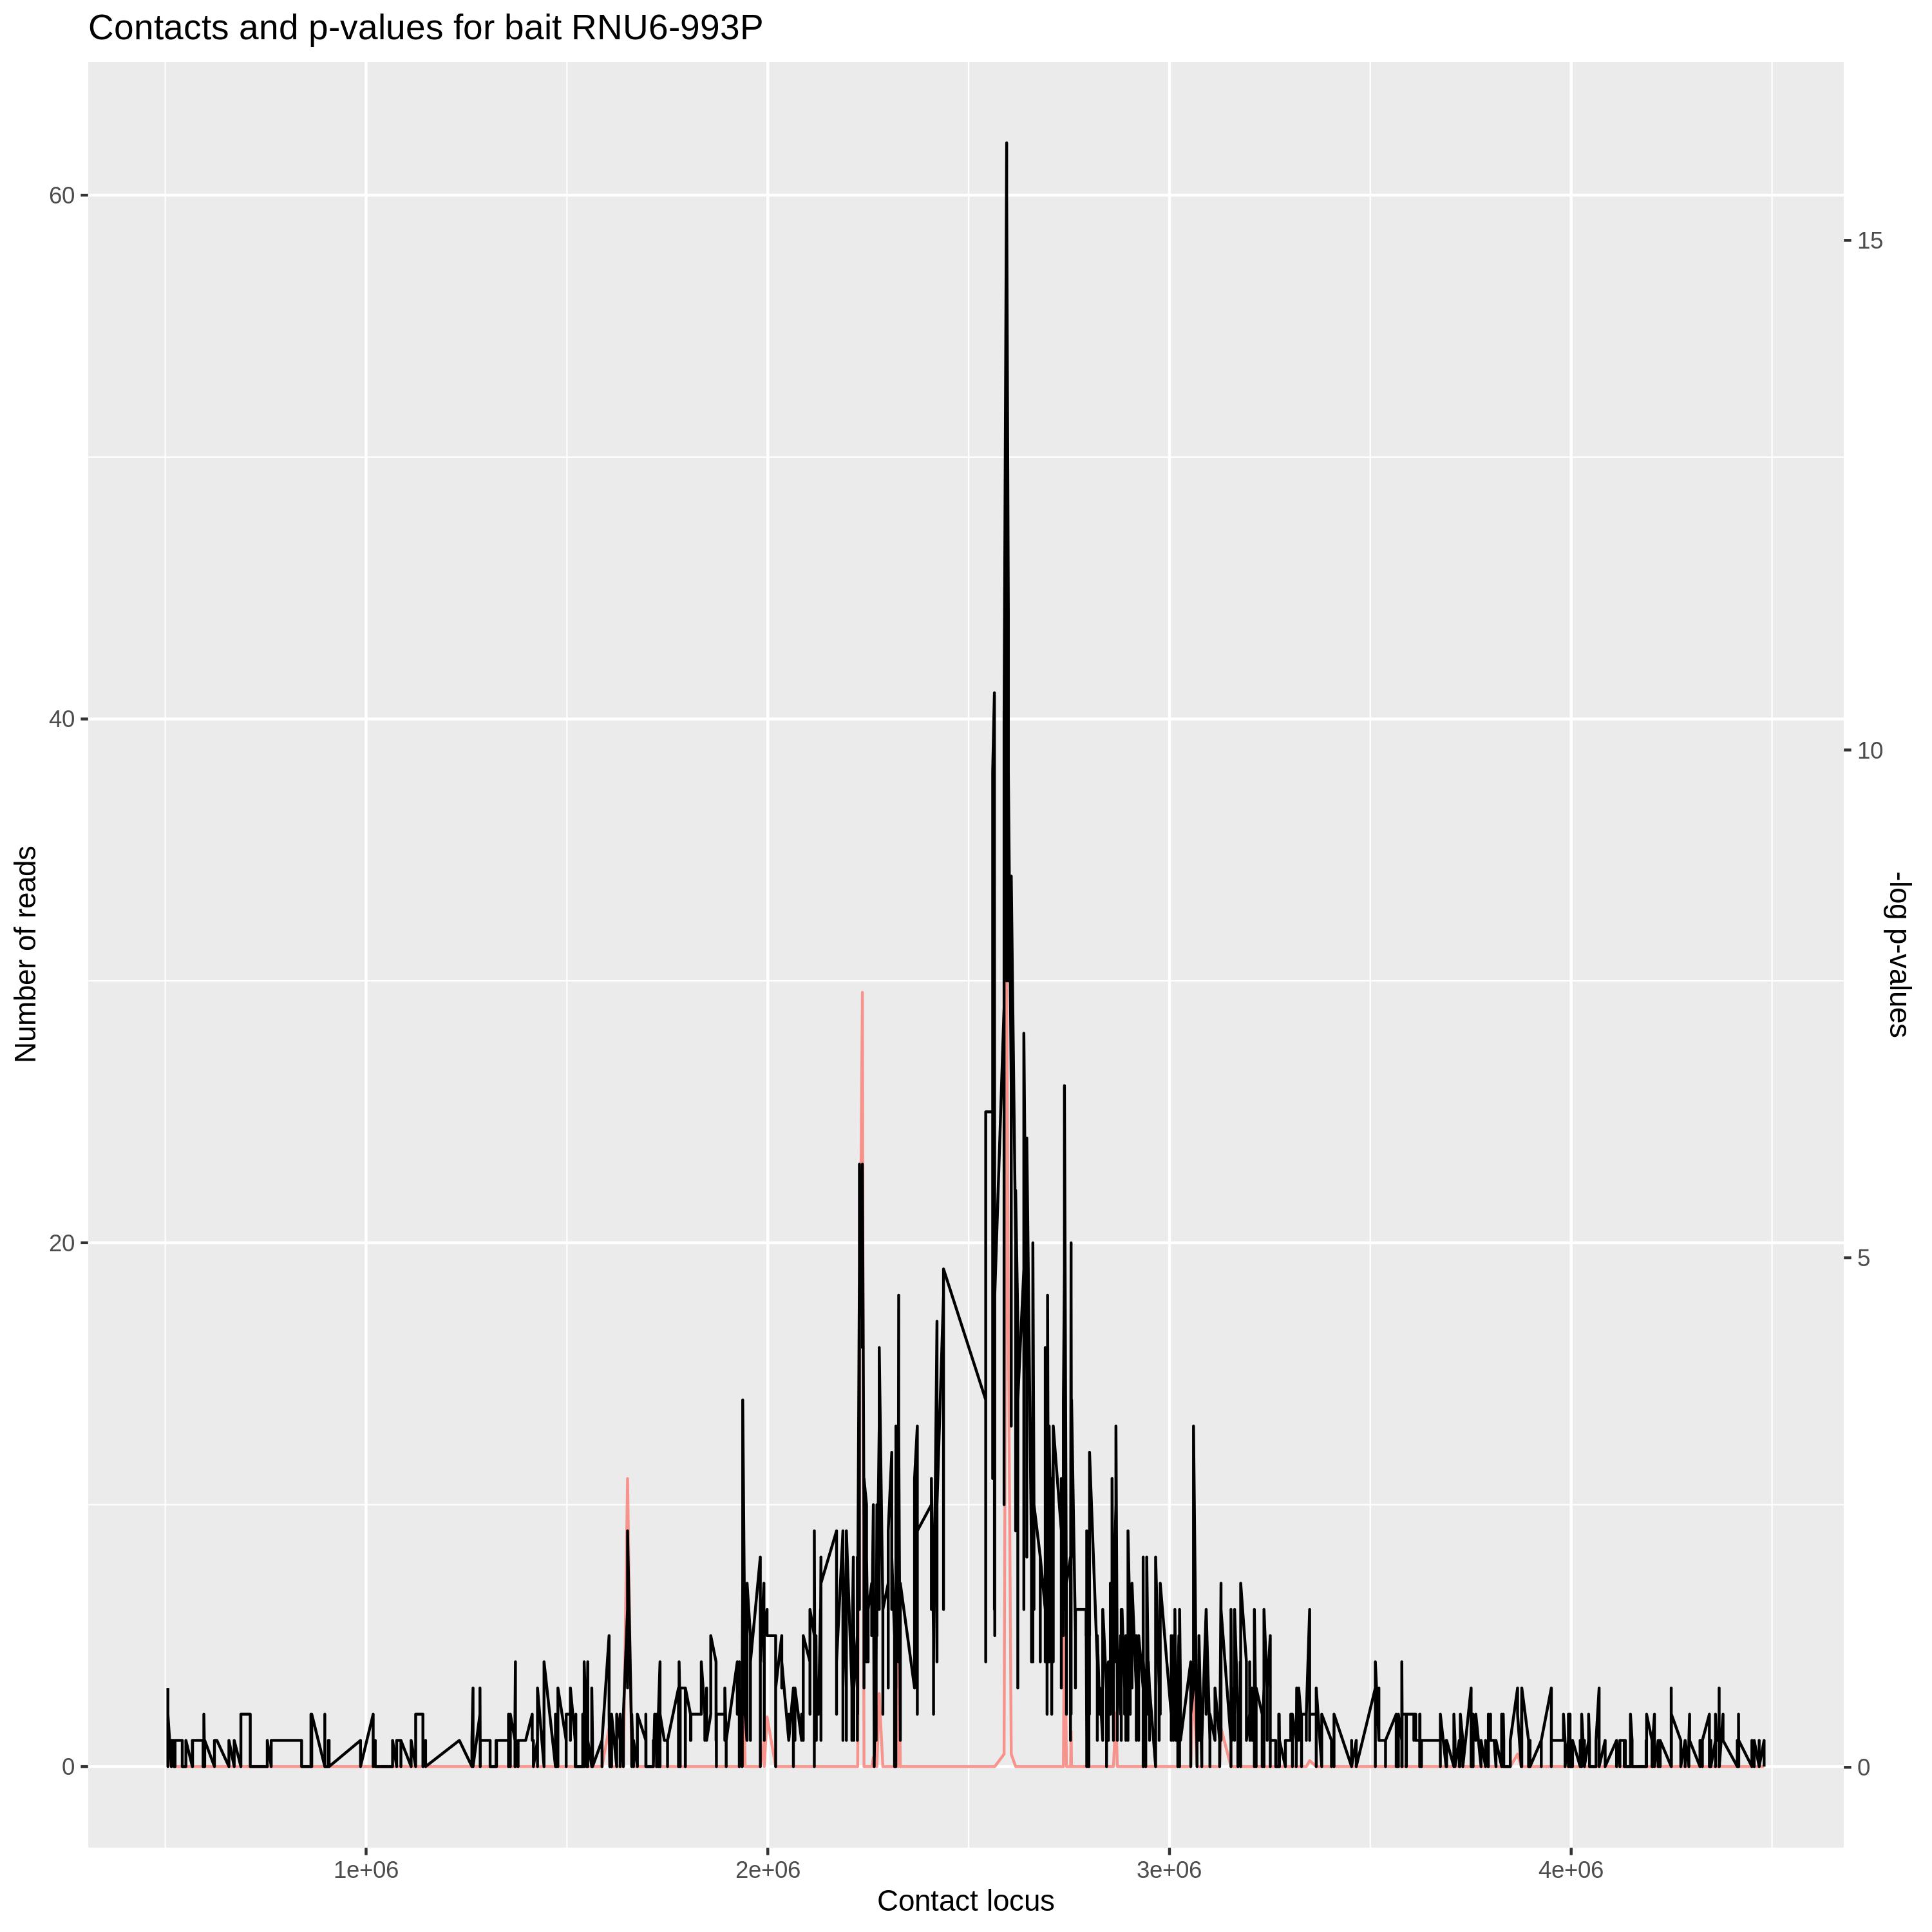 Contacts and p-values for bait RNU6-993P
60
40
20
0
Number of reads
15
10
5
0
-log p-values
1e+06
2e+06
3e+06
4e+06
Contact locus